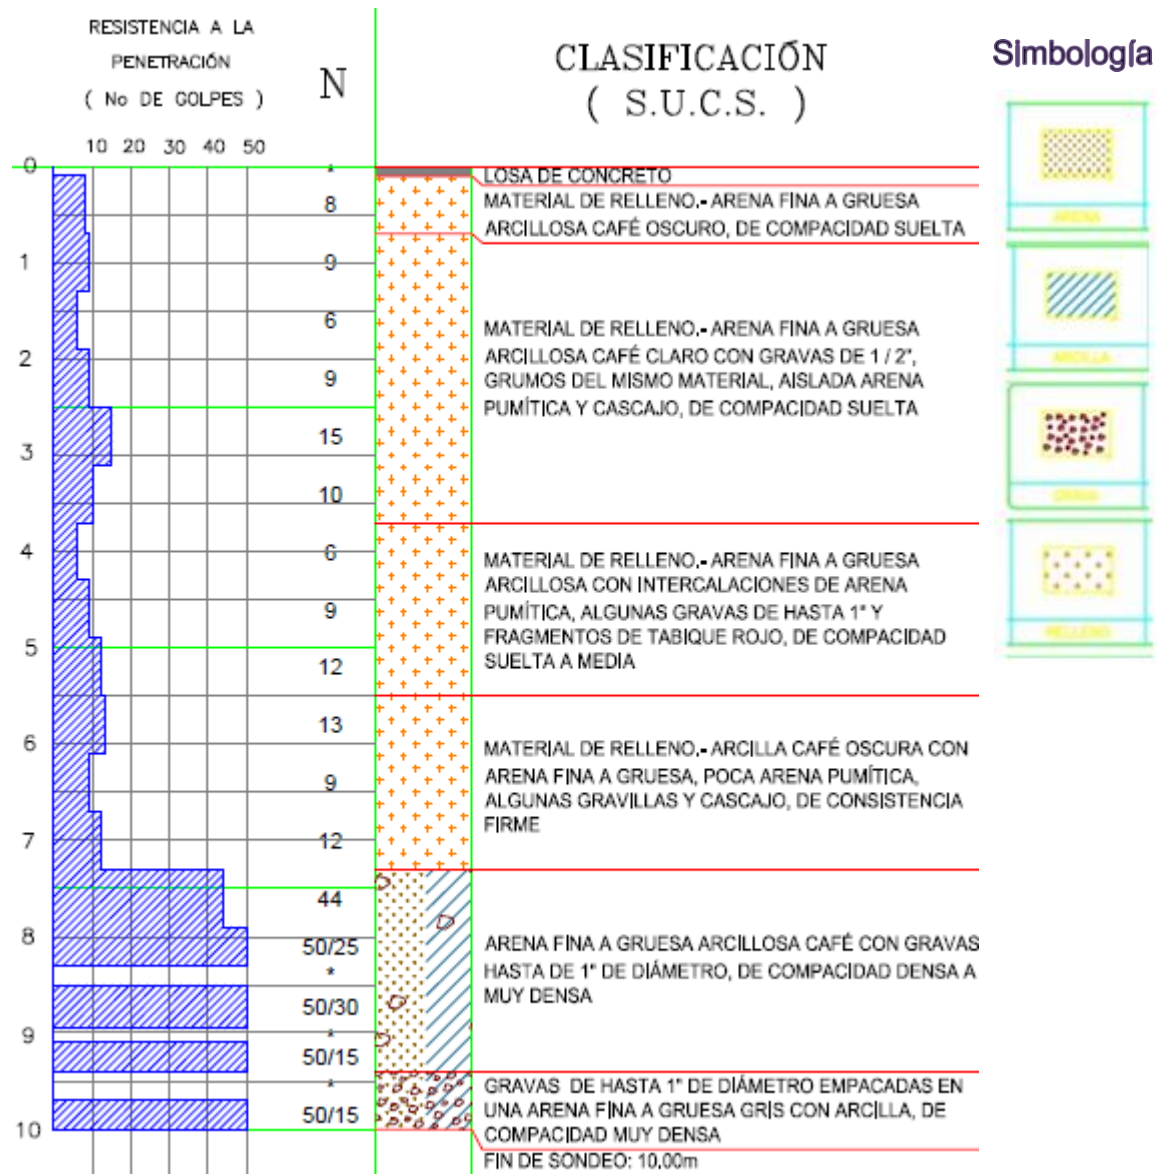 RESISTENCIA A LA
PENETRACIÓN
( No DE GOLPES )
N
CLASIFICACIÓN
( S.U.C.S. )
Simbología
10 20 30 40 50
0
*
LOSA DE CONCRETO
8
MATERIAL DE RELLENO.- ARENA FINA A GRUESA
ARCILLOSA CAFÉ OSCURO, DE COMPACIDAD SUELTA
ARENA
1
9
6
MATERIAL DE RELLENO.- ARENA FINA A GRUESA
ARCILLOSA CAFÉ CLARO CON GRAVAS DE 1 / 2",
GRUMOS DEL MISMO MATERIAL, AISLADA ARENA
PUMÍTICA Y CASCAJO, DE COMPACIDAD SUELTA
ARCILLA
2
9
15
3
10
GRAVA
4
6
MATERIAL DE RELLENO.- ARENA FINA A GRUESA
ARCILLOSA CON INTERCALACIONES DE ARENA
PUMÍTICA, ALGUNAS GRAVAS DE HASTA 1" Y
FRAGMENTOS DE TABIQUE ROJO, DE COMPACIDAD
SUELTA A MEDIA
9
RELLENO
5
12
13
6
MATERIAL DE RELLENO.- ARCILLA CAFÉ OSCURA CON
ARENA FINA A GRUESA, POCA ARENA PUMÍTICA,
ALGUNAS GRAVILLAS Y CASCAJO, DE CONSISTENCIA
FIRME
9
7
12
44
8
50/25
*
ARENA FINA A GRUESA ARCILLOSA CAFÉ CON GRAVAS
HASTA DE 1" DE DIÁMETRO, DE COMPACIDAD DENSA A
MUY DENSA
50/30
9
*
50/15
*
GRAVAS DE HASTA 1" DE DIÁMETRO EMPACADAS EN
UNA ARENA FINA A GRUESA GRIS CON ARCILLA, DE
COMPACIDAD MUY DENSA
50/15
10
FIN DE SONDEO: 10.00m